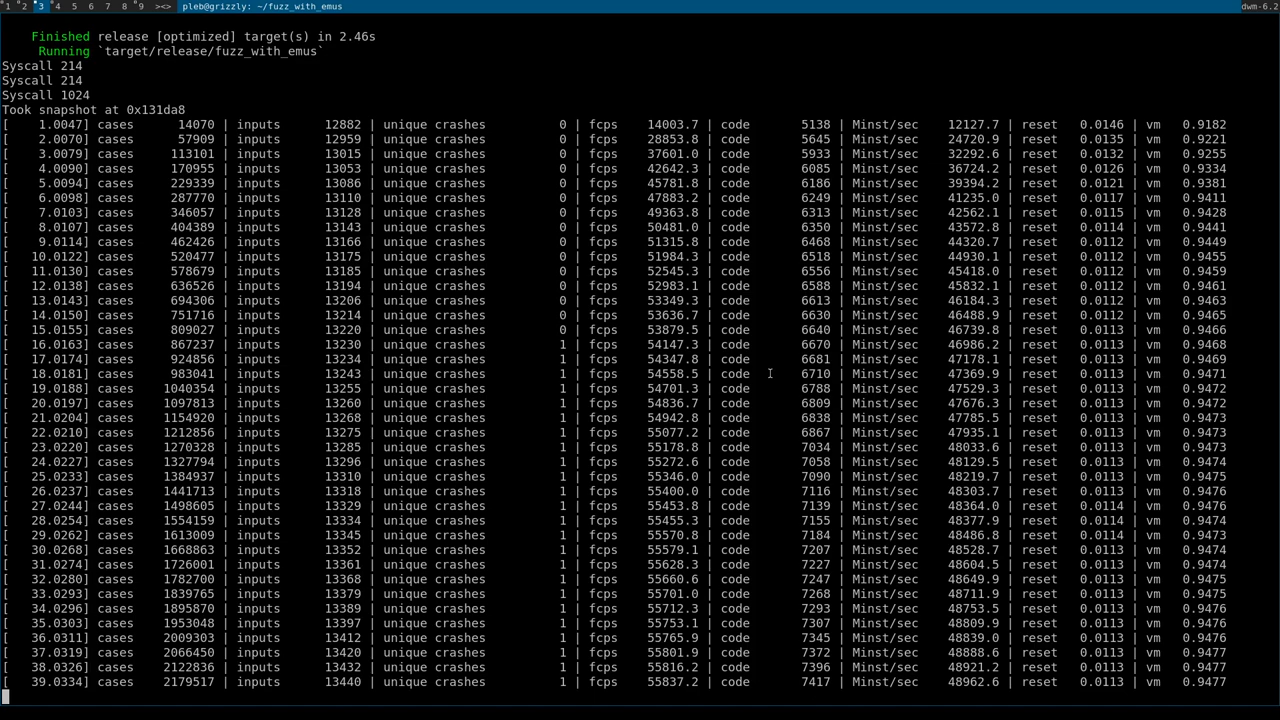 1 2 3 4 5 6 7 8 9 ><> pleb@grizzly: ~/fuzz_with_emus dwm-6.2
Finished release [optimized] target(s) in 2.46s
Running `target/release/fuzz_with_emus`
Syscall 214
Syscall 214
Syscall 1024
Took snapshot at 0x131da8
[ 1.0047] cases 14070 | inputs 12882 | unique crashes 0 | fcps 14003.7 | code 5138 | Minst/sec 12127.7 | reset 0.0146 | vm 0.9182
[ 2.0070] cases 57909 | inputs 12959 | unique crashes 0 | fcps 28853.8 | code 5645 | Minst/sec 24720.9 | reset 0.0135 | vm 0.9221
[ 3.0079] cases 113101 | inputs 13015 | unique crashes 0 | fcps 37601.0 | code 5933 | Minst/sec 32292.6 | reset 0.0132 | vm 0.9255
[ 4.0090] cases 170955 | inputs 13053 | unique crashes 0 | fcps 42642.3 | code 6085 | Minst/sec 36724.2 | reset 0.0126 | vm 0.9334
[ 5.0094] cases 229339 | inputs 13086 | unique crashes 0 | fcps 45781.8 | code 6186 | Minst/sec 39394.2 | reset 0.0121 | vm 0.9381
[ 6.0098] cases 287770 | inputs 13110 | unique crashes 0 | fcps 47883.2 | code 6249 | Minst/sec 41235.0 | reset 0.0117 | vm 0.9411
[ 7.0103] cases 346057 | inputs 13128 | unique crashes 0 | fcps 49363.8 | code 6313 | Minst/sec 42562.1 | reset 0.0115 | vm 0.9428
[ 8.0107] cases 404389 | inputs 13143 | unique crashes 0 | fcps 50481.0 | code 6350 | Minst/sec 43572.8 | reset 0.0114 | vm 0.9441
[ 9.0114] cases 462426 | inputs 13166 | unique crashes 0 | fcps 51315.8 | code 6468 | Minst/sec 44320.7 | reset 0.0112 | vm 0.9449
[ 10.0122] cases 520477 | inputs 13175 | unique crashes 0 | fcps 51984.3 | code 6518 | Minst/sec 44930.1 | reset 0.0112 | vm 0.9455
[ 11.0130] cases 578679 | inputs 13185 | unique crashes 0 | fcps 52545.3 | code 6556 | Minst/sec 45418.0 | reset 0.0112 | vm 0.9459
[ 12.0138] cases 636526 | inputs 13194 | unique crashes 0 | fcps 52983.1 | code 6588 | Minst/sec 45832.1 | reset 0.0112 | vm 0.9461
[ 13.0143] cases 694306 | inputs 13206 | unique crashes 0 | fcps 53349.3 | code 6613 | Minst/sec 46184.3 | reset 0.0112 | vm 0.9463
[ 14.0150] cases 751716 | inputs 13214 | unique crashes 0 | fcps 53636.7 | code 6630 | Minst/sec 46488.9 | reset 0.0112 | vm 0.9465
[ 15.0155] cases 809027 | inputs 13220 | unique crashes 0 | fcps 53879.5 | code 6640 | Minst/sec 46739.8 | reset 0.0113 | vm 0.9466
[ 16.0163] cases 867237 | inputs 13230 | unique crashes 1 | fcps 54147.3 | code 6670 | Minst/sec 46986.2 | reset 0.0113 | vm 0.9468
[ 17.0174] cases 924856 | inputs 13234 | unique crashes 1 | fcps 54347.8 | code 6681 | Minst/sec 47178.1 | reset 0.0113 | vm 0.9469
[ 18.0181] cases 983041 | inputs 13243 | unique crashes 1 | fcps 54558.5 | code 6710 | Minst/sec 47369.9 | reset 0.0113 | vm 0.9471
[ 19.0188] cases 1040354 | inputs 13255 | unique crashes 1 | fcps 54701.3 | code 6788 | Minst/sec 47529.3 | reset 0.0113 | vm 0.9472
[ 20.0197] cases 1097813 | inputs 13260 | unique crashes 1 | fcps 54836.7 | code 6809 | Minst/sec 47676.3 | reset 0.0113 | vm 0.9472
[ 21.0204] cases 1154920 | inputs 13268 | unique crashes 1 | fcps 54942.8 | code 6838 | Minst/sec 47785.5 | reset 0.0113 | vm 0.9473
[ 22.0210] cases 1212856 | inputs 13275 | unique crashes 1 | fcps 55077.2 | code 6867 | Minst/sec 47935.1 | reset 0.0113 | vm 0.9473
[ 23.0220] cases 1270328 | inputs 13285 | unique crashes 1 | fcps 55178.8 | code 7034 | Minst/sec 48033.6 | reset 0.0113 | vm 0.9473
[ 24.0227] cases 1327794 | inputs 13296 | unique crashes 1 | fcps 55272.6 | code 7058 | Minst/sec 48129.5 | reset 0.0113 | vm 0.9474
[ 25.0233] cases 1384937 | inputs 13310 | unique crashes 1 | fcps 55346.0 | code 7090 | Minst/sec 48219.7 | reset 0.0113 | vm 0.9475
[ 26.0237] cases 1441713 | inputs 13318 | unique crashes 1 | fcps 55400.0 | code 7116 | Minst/sec 48303.7 | reset 0.0113 | vm 0.9476
[ 27.0244] cases 1498605 | inputs 13329 | unique crashes 1 | fcps 55453.8 | code 7139 | Minst/sec 48364.0 | reset 0.0114 | vm 0.9476
[ 28.0254] cases 1554159 | inputs 13334 | unique crashes 1 | fcps 55455.3 | code 7155 | Minst/sec 48377.9 | reset 0.0114 | vm 0.9474
[ 29.0262] cases 1613009 | inputs 13345 | unique crashes 1 | fcps 55570.8 | code 7184 | Minst/sec 48486.8 | reset 0.0114 | vm 0.9473
[ 30.0268] cases 1668863 | inputs 13352 | unique crashes 1 | fcps 55579.1 | code 7207 | Minst/sec 48528.7 | reset 0.0113 | vm 0.9474
[ 31.0274] cases 1726001 | inputs 13361 | unique crashes 1 | fcps 55628.3 | code 7227 | Minst/sec 48604.5 | reset 0.0113 | vm 0.9474
[ 32.0280] cases 1782700 | inputs 13368 | unique crashes 1 | fcps 55660.6 | code 7247 | Minst/sec 48649.9 | reset 0.0113 | vm 0.9475
[ 33.0293] cases 1839765 | inputs 13379 | unique crashes 1 | fcps 55701.0 | code 7268 | Minst/sec 48711.9 | reset 0.0113 | vm 0.9475
[ 34.0296] cases 1895870 | inputs 13389 | unique crashes 1 | fcps 55712.3 | code 7293 | Minst/sec 48753.5 | reset 0.0113 | vm 0.9476
[ 35.0303] cases 1953048 | inputs 13397 | unique crashes 1 | fcps 55753.1 | code 7307 | Minst/sec 48809.9 | reset 0.0113 | vm 0.9476
[ 36.0311] cases 2009303 | inputs 13412 | unique crashes 1 | fcps 55765.9 | code 7345 | Minst/sec 48839.0 | reset 0.0113 | vm 0.9476
[ 37.0319] cases 2066450 | inputs 13420 | unique crashes 1 | fcps 55801.9 | code 7372 | Minst/sec 48888.6 | reset 0.0113 | vm 0.9477
[ 38.0326] cases 2122836 | inputs 13432 | unique crashes 1 | fcps 55816.2 | code 7396 | Minst/sec 48921.2 | reset 0.0113 | vm 0.9477
[ 39.0334] cases 2179517 | inputs 13440 | unique crashes 1 | fcps 55837.2 | code 7417 | Minst/sec 48962.6 | reset 0.0113 | vm 0.9477